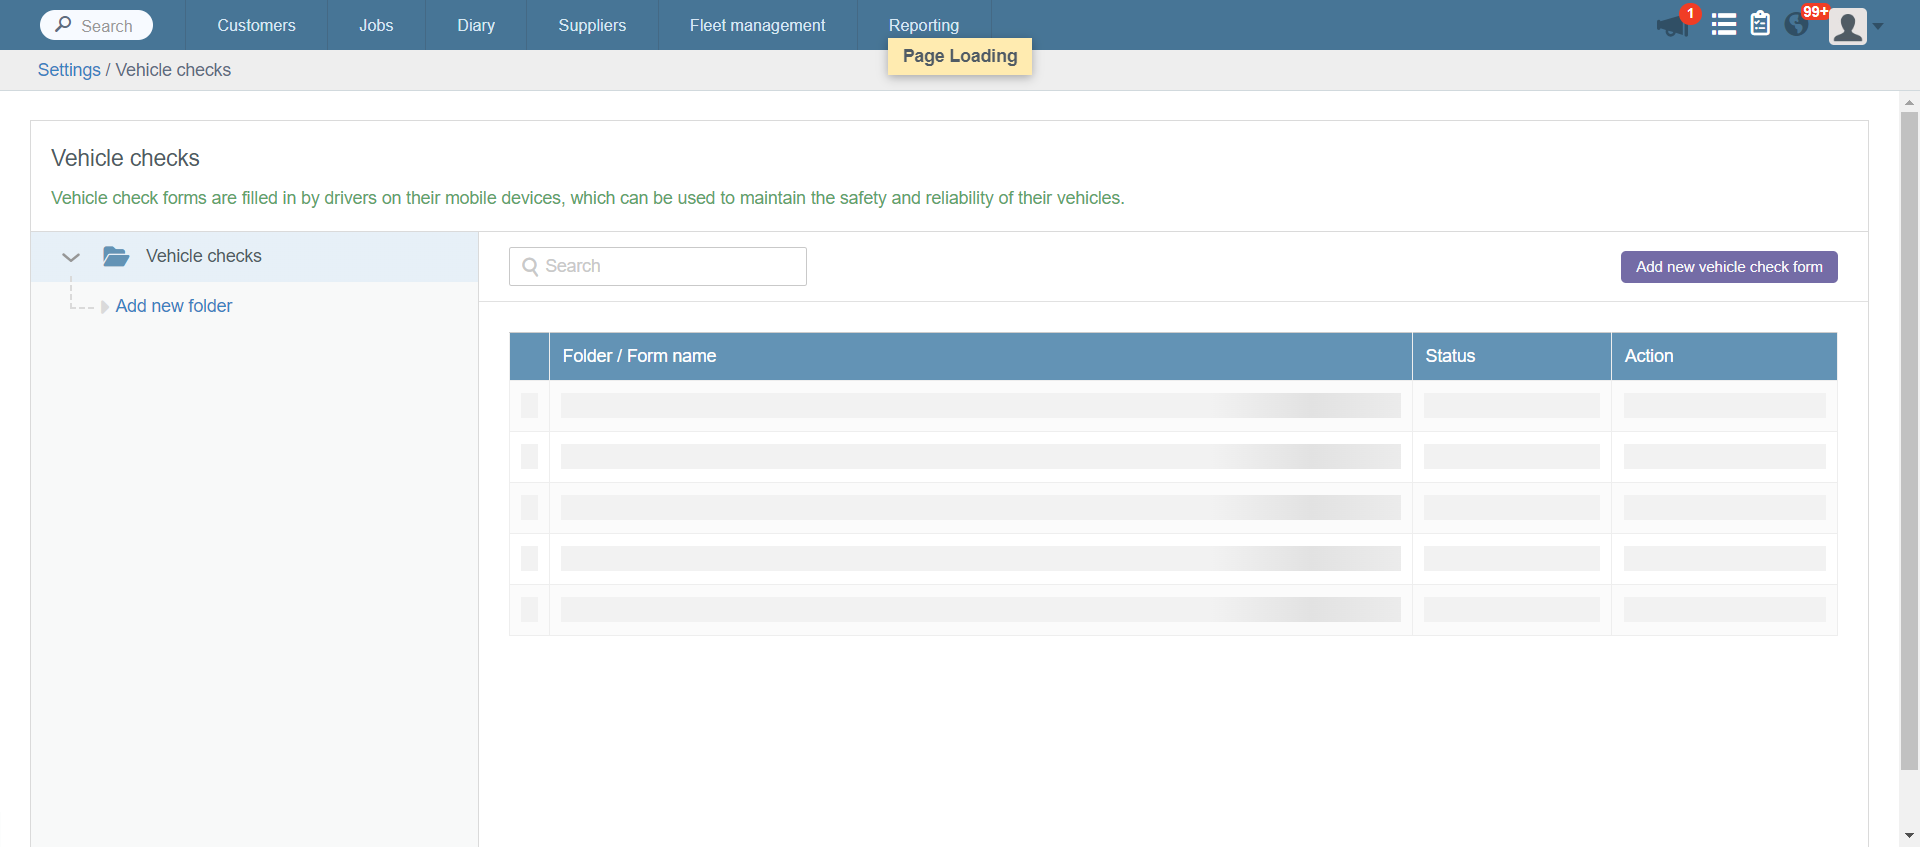 Search
Customers
Jobs
Diary
Suppliers
Fleet management
Reporting
1
99+
Page Loading
Settings / Vehicle checks
Vehicle checks
Vehicle check forms are filled in by drivers on their mobile devices, which can be used to maintain the safety and reliability of their vehicles.
Vehicle checks
Add new folder
Search
Add new vehicle check form
Folder / Form name
Status
Action